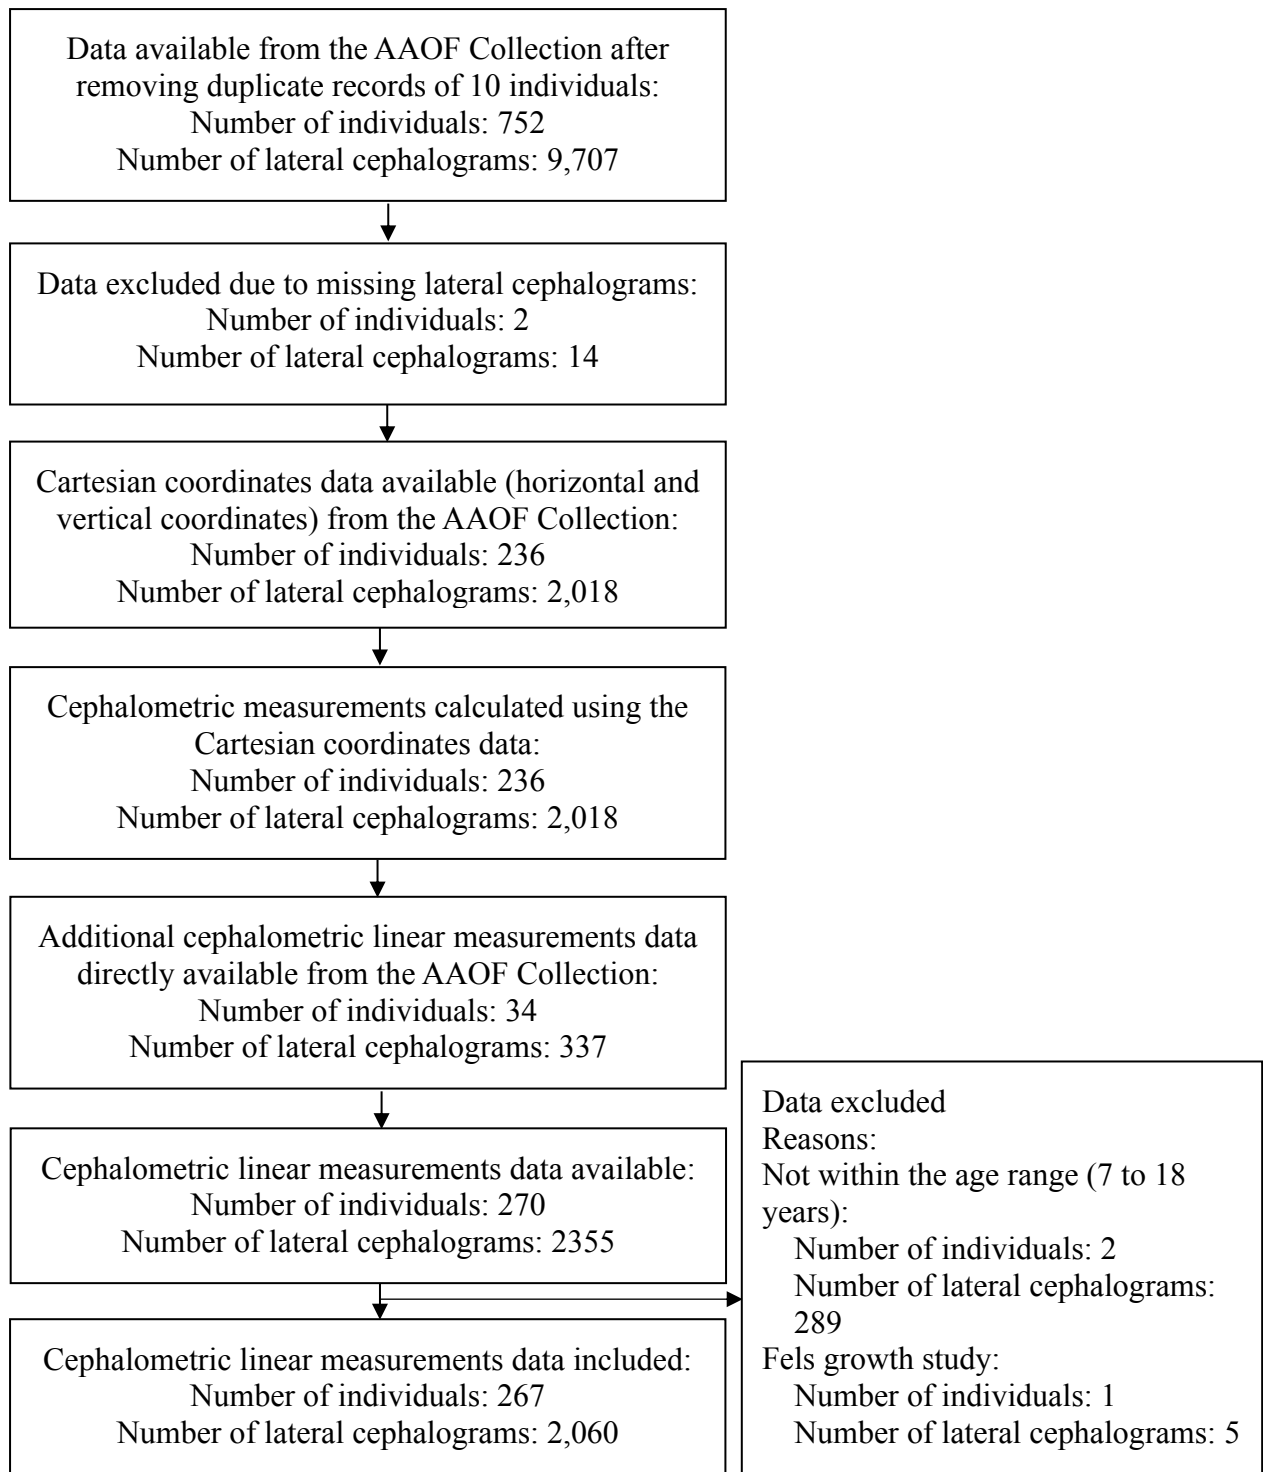 Data available from the AAOF Collection after
removing duplicate records of 10 individuals:
Number of individuals: 752
Number of lateral cephalograms: 9,707
Data excluded due to missing lateral cephalograms:
Number of individuals: 2
Number of lateral cephalograms: 14
Cartesian coordinates data available (horizontal and
vertical coordinates) from the AAOF Collection:
Number of individuals: 236
Number of lateral cephalograms: 2,018
Cephalometric measurements calculated using the
Cartesian coordinates data:
Number of individuals: 236
Number of lateral cephalograms: 2,018
Additional cephalometric linear measurements data
directly available from the AAOF Collection:
Number of individuals: 34
Number of lateral cephalograms: 337
Cephalometric linear measurements data available:
Number of individuals: 270
Number of lateral cephalograms: 2355
Data excluded
Reasons:
Not within the age range (7 to 18
years):
Number of individuals: 2
Number of lateral cephalograms:
289
Fels growth study:
Number of individuals: 1
Number of lateral cephalograms: 5
Cephalometric linear measurements data included:
Number of individuals: 267
Number of lateral cephalograms: 2,060